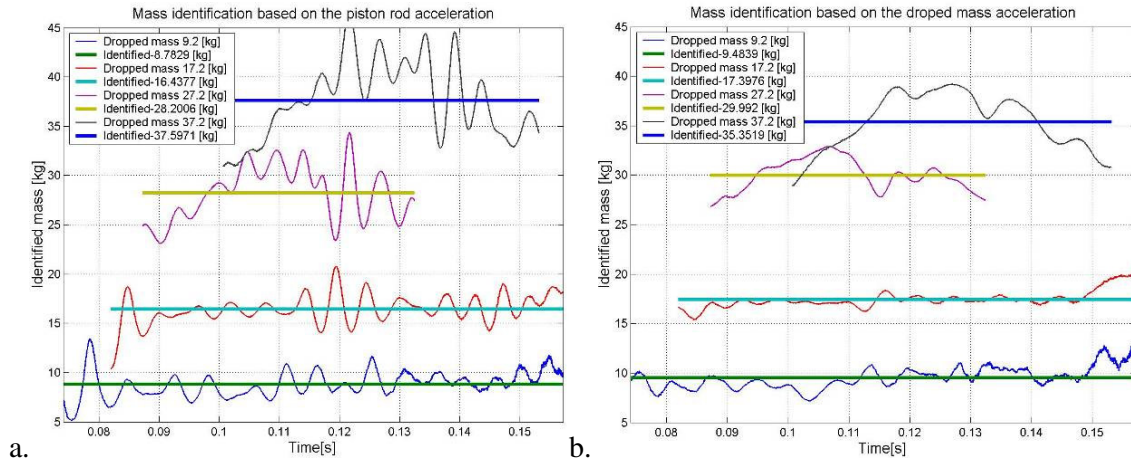 Mass identification based on the piston rod acceleration
45
40
35
30
25
20
15
10
5
Identified mass [kg]
Dropped mass 9.2 [kg]
Identified-8.7829 [kg]
Dropped mass 17.2 [kg]
Identified-16.4377 [kg]
Dropped mass 27.2 [kg]
Identified-28.2006 [kg]
Dropped mass 37.2 [kg]
Identified-37.5971 [kg]
0.08 0.09 0.1 0.11 0.12 0.13 0.14 0.15
Time[s]
a.
Mass identification based on the droped mass acceleration
45
40
35
30
25
20
15
10
5
Identified mass [kg]
Dropped mass 9.2 [kg]
Identified-9.4839 [kg]
Dropped mass 17.2 [kg]
Identified-17.3976 [kg]
Dropped mass 27.2 [kg]
Identified-29.992 [kg]
Dropped mass 37.2 [kg]
Identified-35.3519 [kg]
0.08 0.09 0.1 0.11 0.12 0.13 0.14 0.15
Time[s]
b.